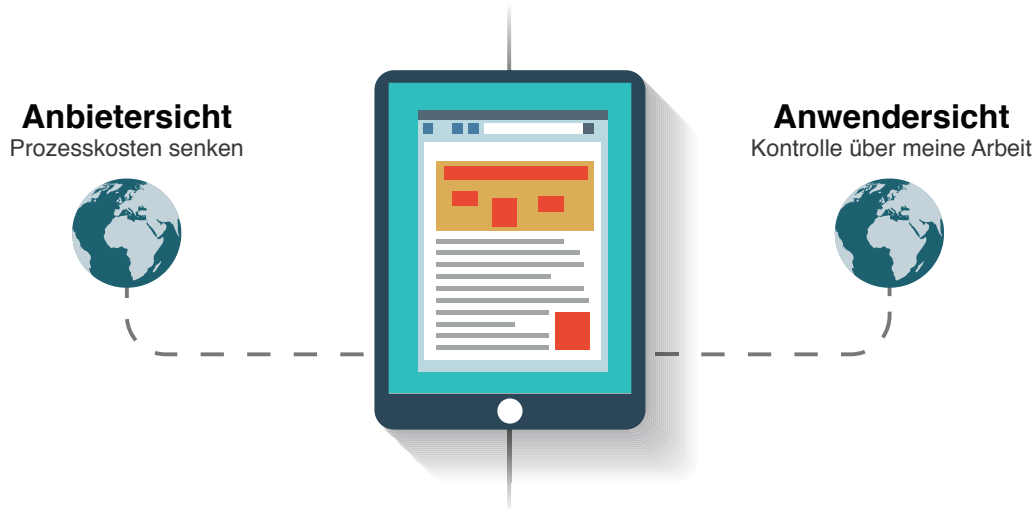 Anbietersicht
Prozesskosten senken
Anwendersicht
Kontrolle über meine Arbeit